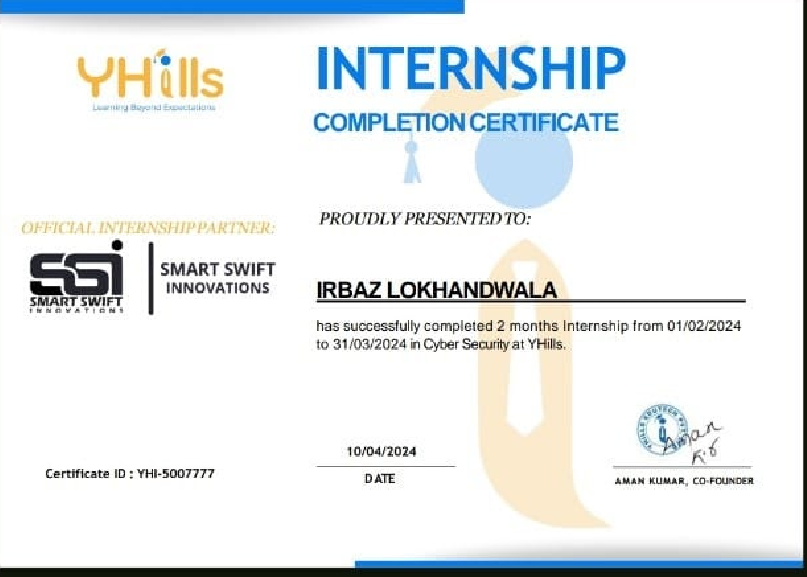 YHills
Learning Beyond Expectations
INTERNSHIP
COMPLETION CERTIFICATE
OFFICIAL INTERNSHIP PARTNER:
SSI
SMART SWIFT
INNOVATIONS
SMART SWIFT
INNOVATIONS
PROUDLY PRESENTED TO:
IRBAZ LOKHANDWALA
has successfully completed 2 months Internship from 01/02/2024
to 31/03/2024 in Cyber Security at YHills.
10/04/2024
DATE
Certificate ID : YHI-5007777
Aman
AMAN KUMAR, CO-FOUNDER